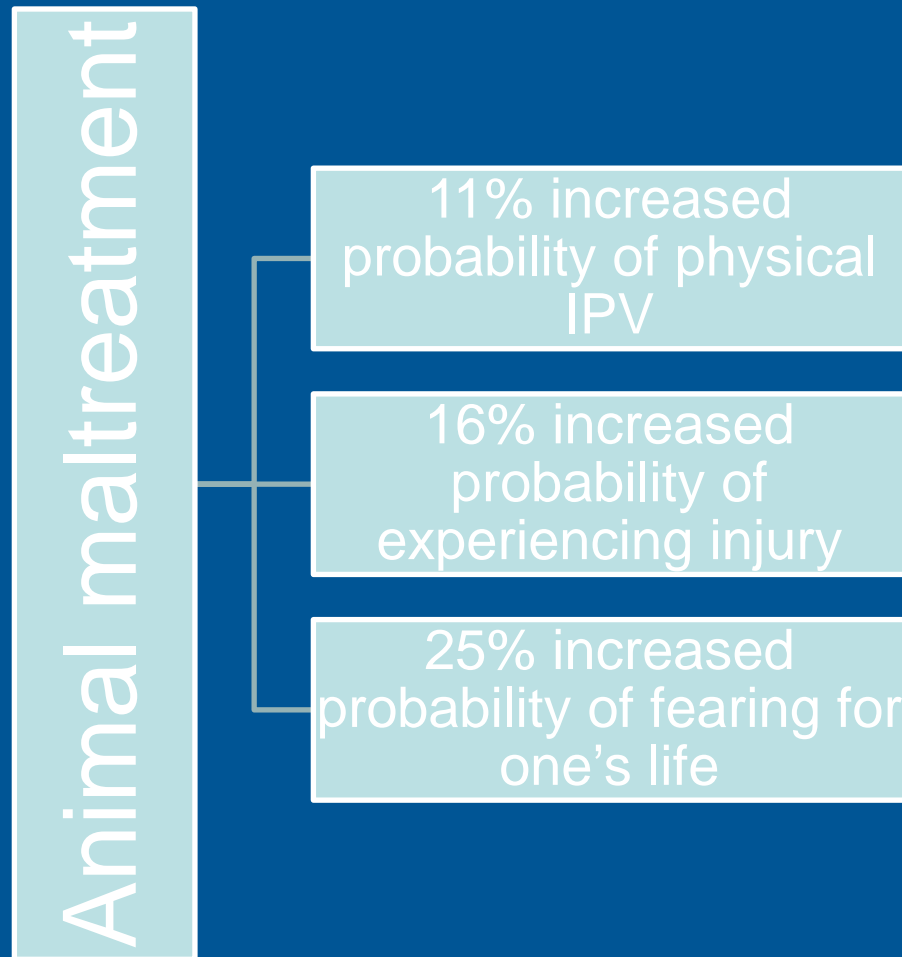 Animal maltreatment
11% increased
probability of physical
IPV
16% increased
probability of
experiencing injury
25% increased
probability of fearing for
one’s life